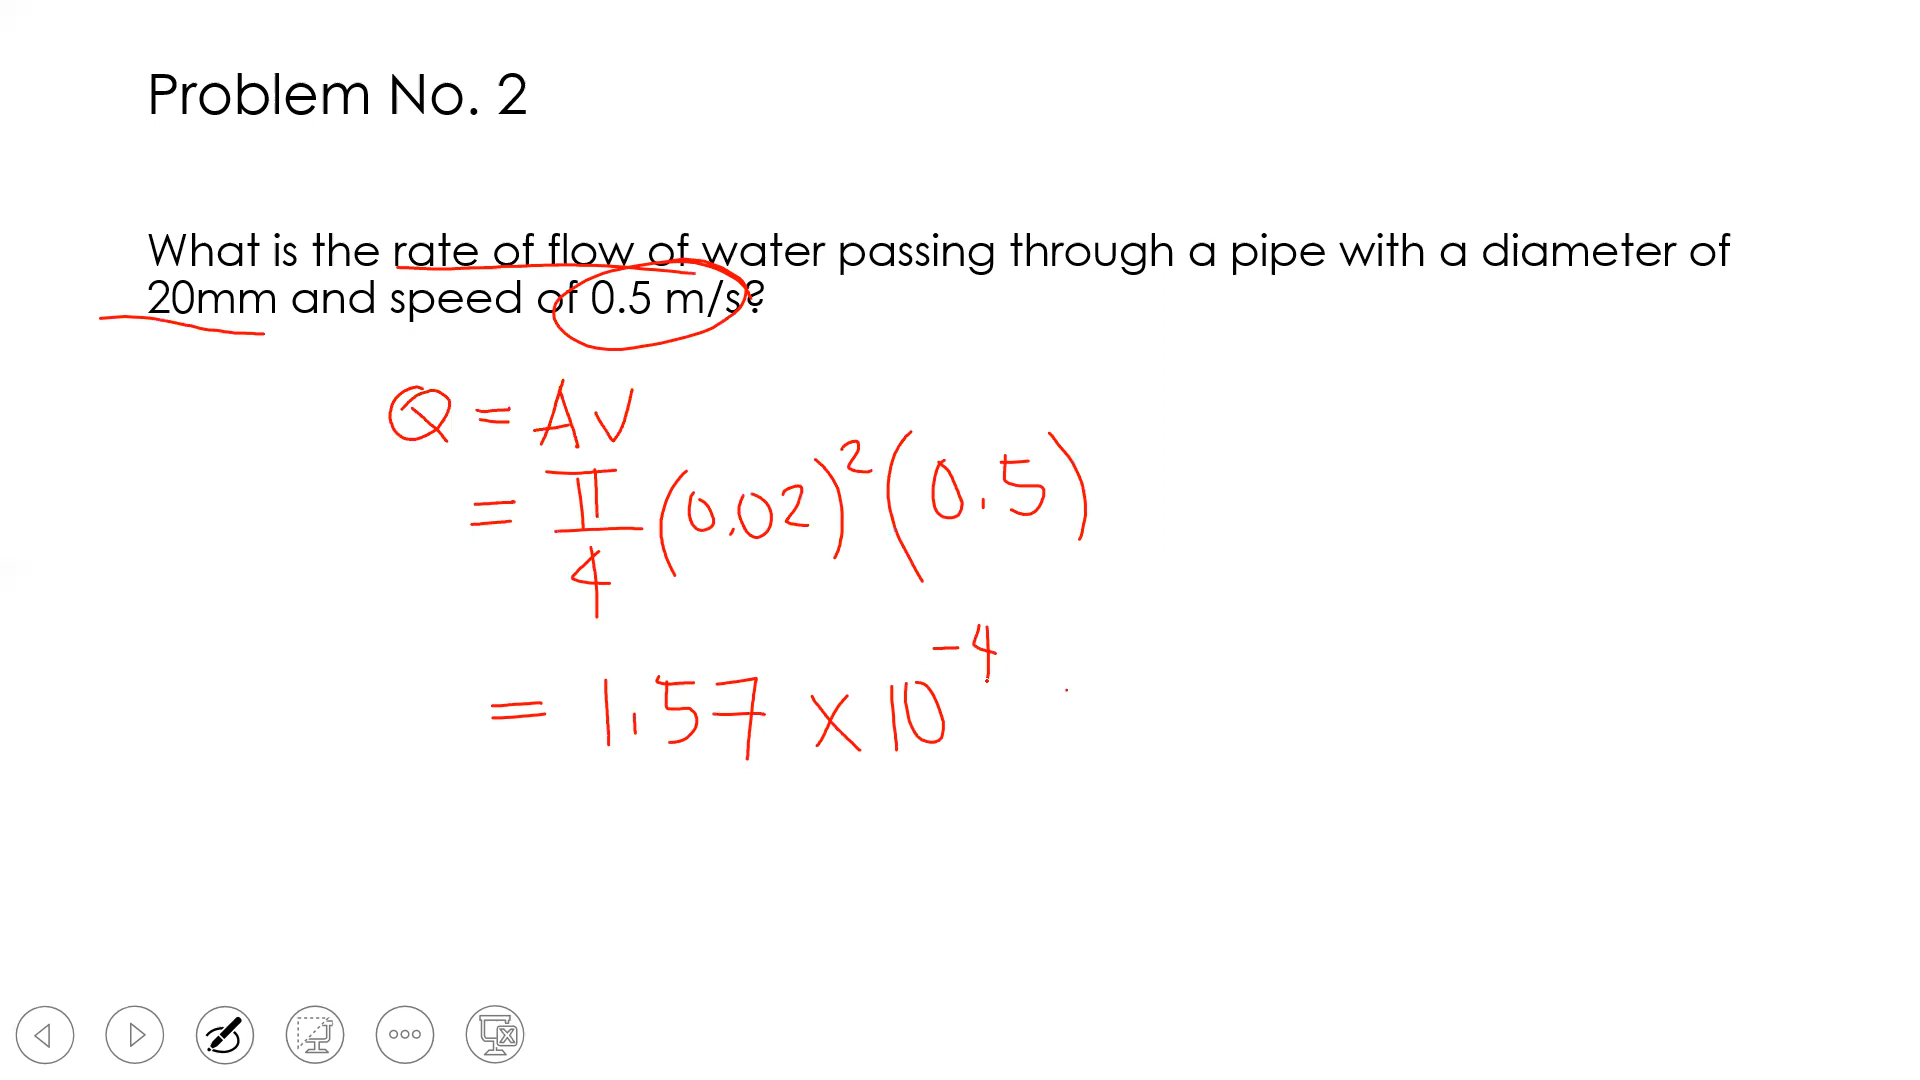 Problem No. 2
What is the rate of flow of water passing through a pipe with a diameter of
20mm and speed of 0.5 m/s?
Q = AV
= π/4 (0.02)² (0.5)
= 1.57 x 10⁻⁴